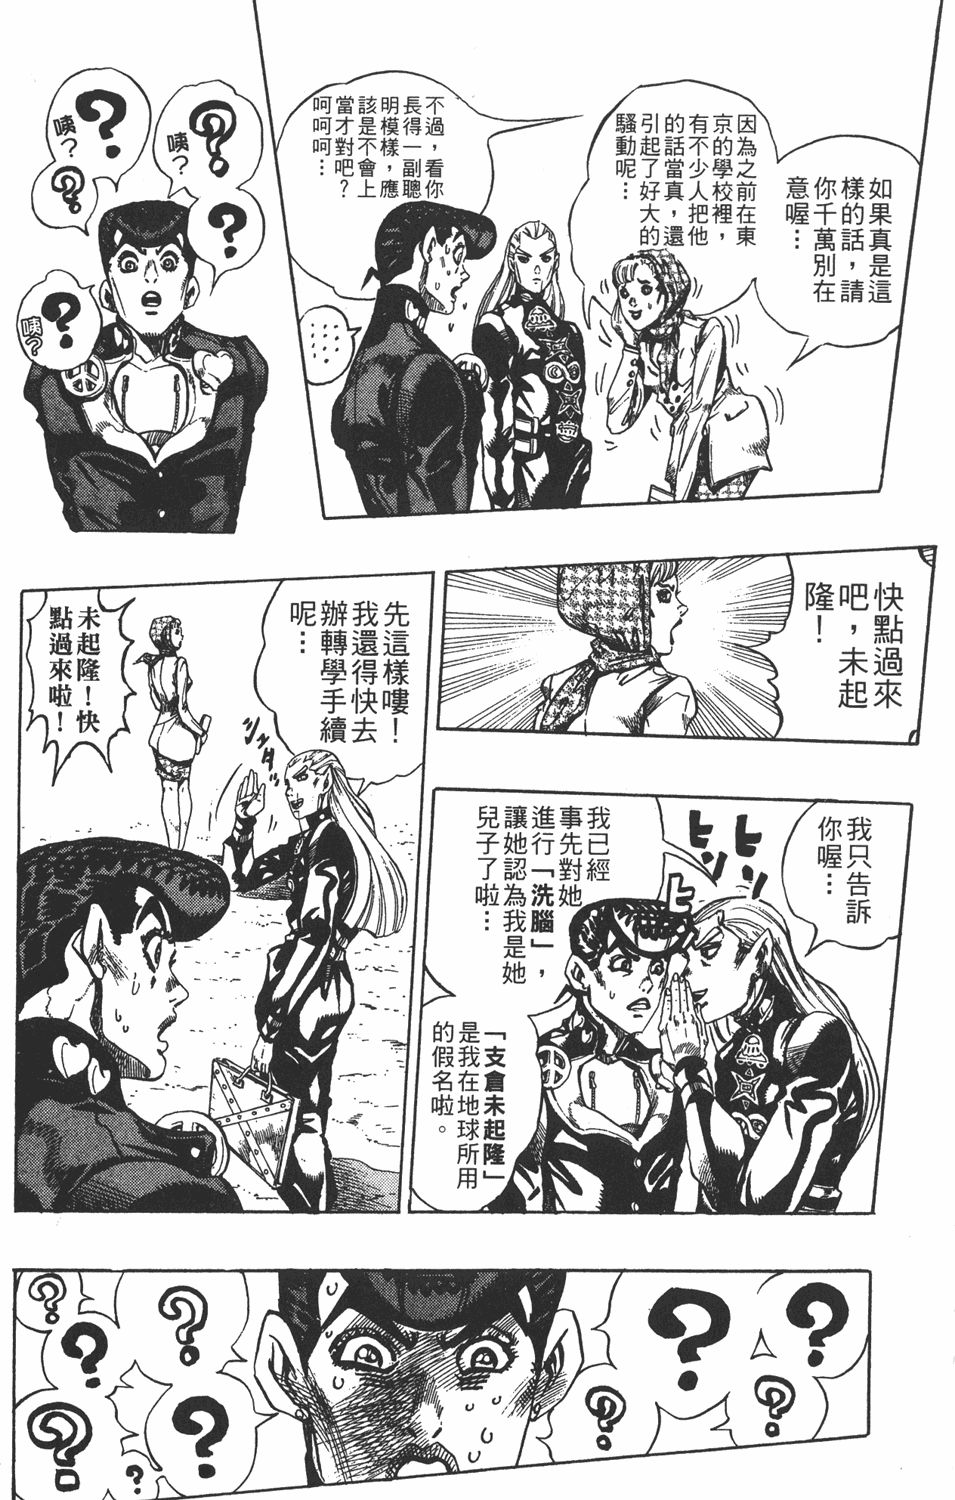 如果真是這
樣的話，請
你千萬別在
意喔…
因為之前在東
京的學校裡，
有不少人把他
的話當真，還
引起了好大的
騷動呢…
不過，看你
長得一副聰
明模樣，應
該是不會上
當才對吧？
呵呵呵…
………
？
咦？
？
咦？
？
？
？
咦？
快點過來
吧，未起
隆！
先這樣嘍！
我還得快去
辦轉學手續
呢…
シュタッ
未起隆！快
點過來啦！
我只告訴
你喔…
ヒソ
ヒソ
ヒソ
我已經
事先對她
進行「洗腦」，
讓她認為我是她
兒子了啦…
「支倉未起隆」
是我在地球所用
的假名啦。
？
？
？
？
？
？
？
？
？
？